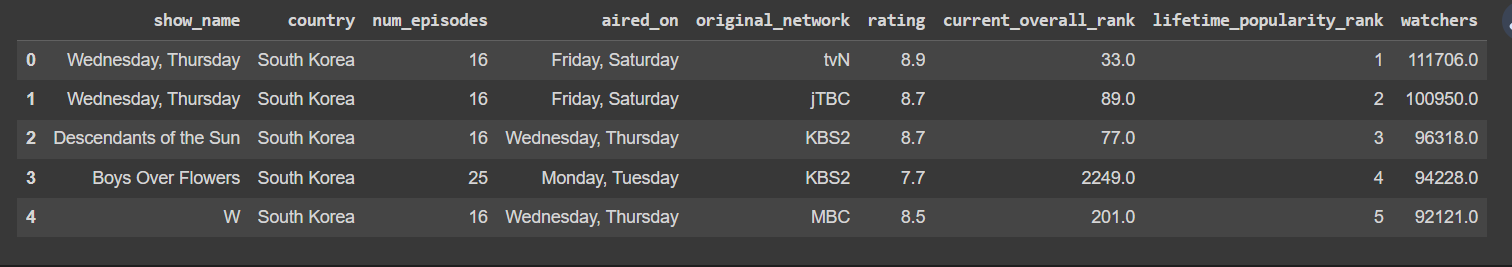 show_name country num_episodes aired_on original_network rating current_overall_rank lifetime_popularity_rank watchers
0 Wednesday, Thursday South Korea 16 Friday, Saturday tvN 8.9 33.0 1 111706.0
1 Wednesday, Thursday South Korea 16 Friday, Saturday jTBC 8.7 89.0 2 100950.0
2 Descendants of the Sun South Korea 16 Wednesday, Thursday KBS2 8.7 77.0 3 96318.0
3 Boys Over Flowers South Korea 25 Monday, Tuesday KBS2 7.7 2249.0 4 94228.0
4 W South Korea 16 Wednesday, Thursday MBC 8.5 201.0 5 92121.0